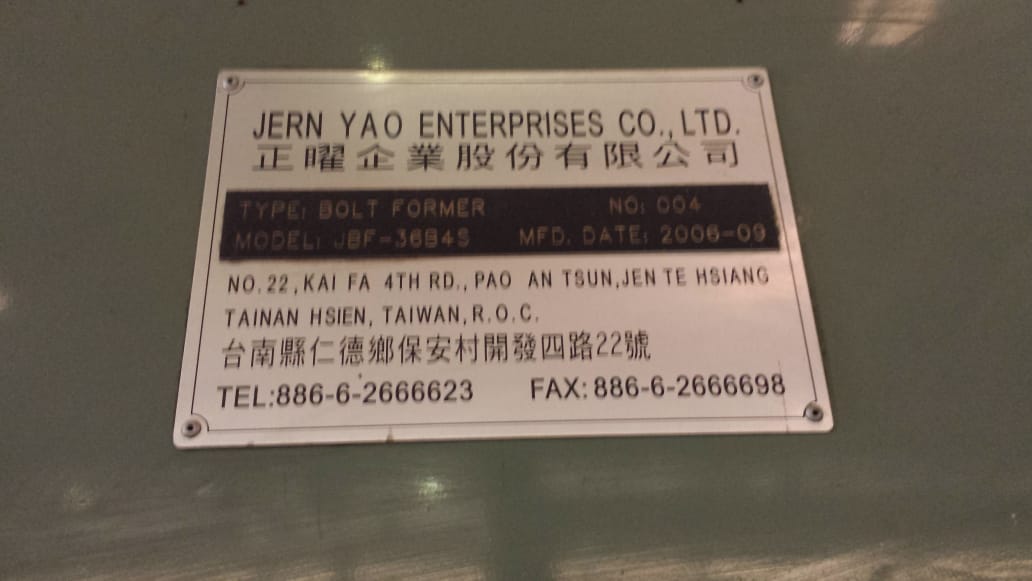 JERN YAO ENTERPRISES CO., LTD.
正曜企業股份有限公司
TYPE: BOLT FORMER NO: 004
MODEL: JBF-36B4S MFD. DATE: 2006-09
NO.22, KAI FA 4TH RD., PAO AN TSUN, JEN TE HSIANG
TAINAN HSIEN, TAIWAN, R.O.C.
台南縣仁德鄉保安村開發四路22號
TEL:886-6-2666623 FAX: 886-6-2666698